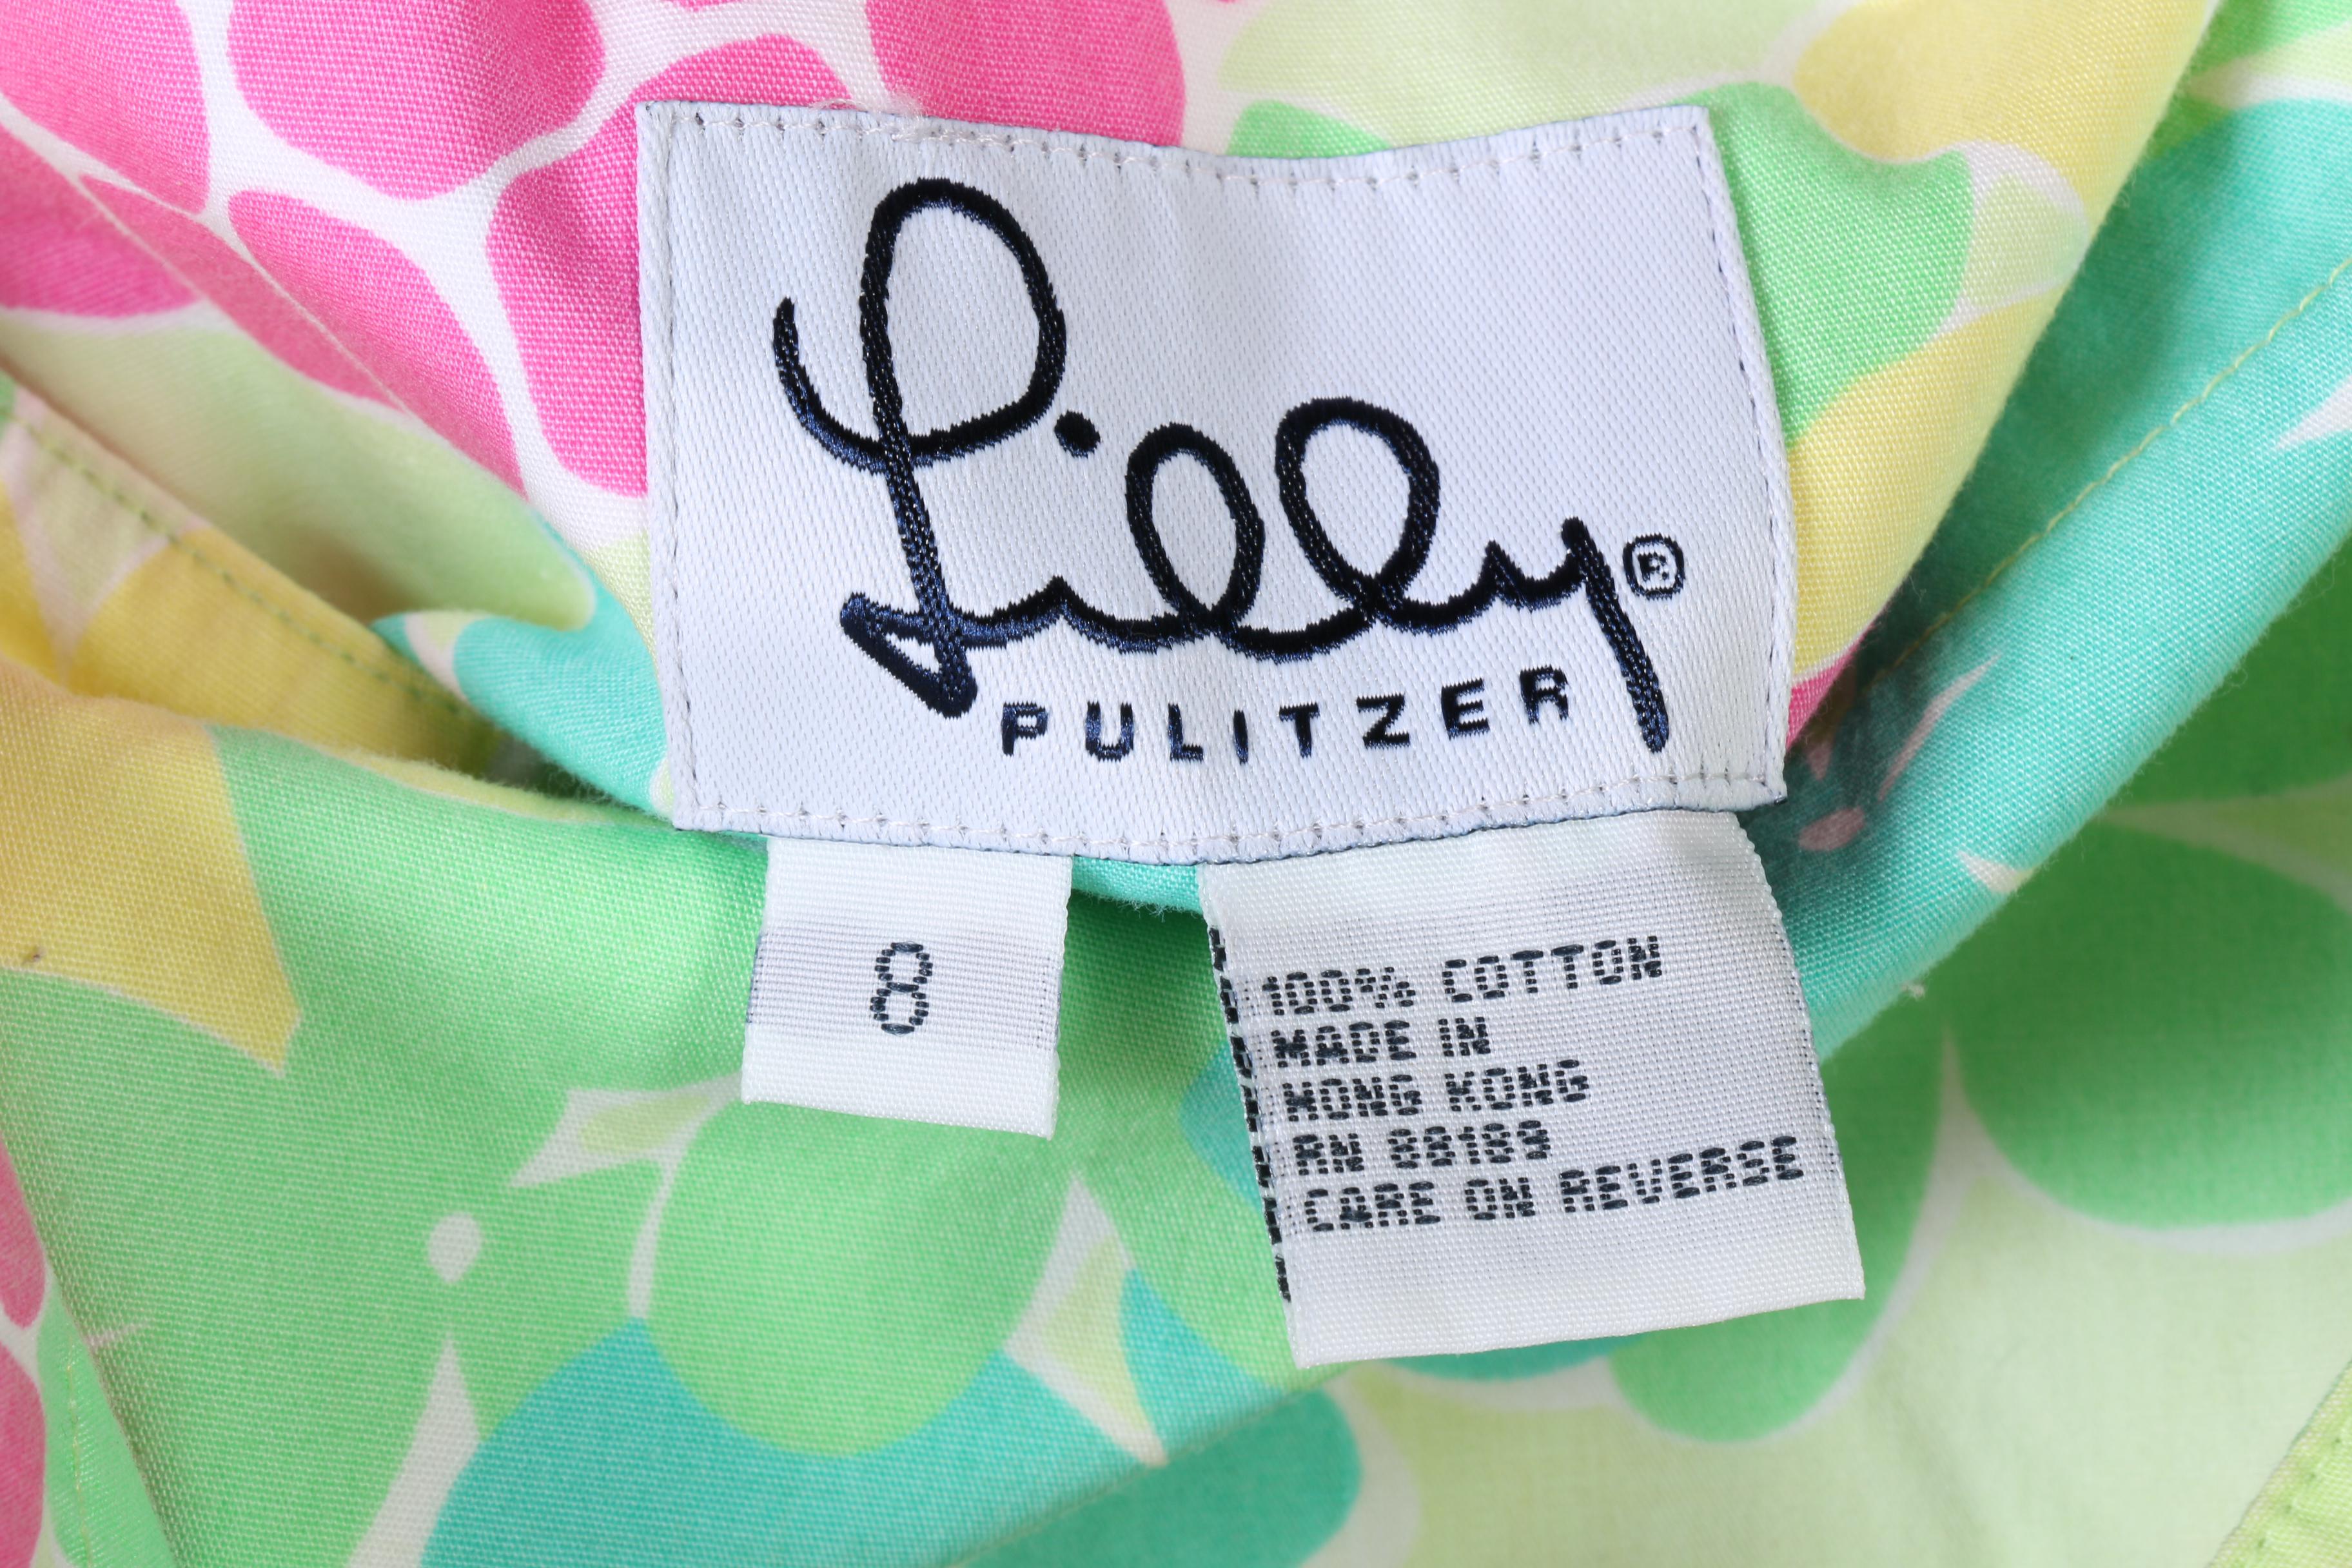 Lilly®
PULITZER
8
100% COTTON
MADE IN
HONG KONG
RN 88189
CARE ON REVERSE